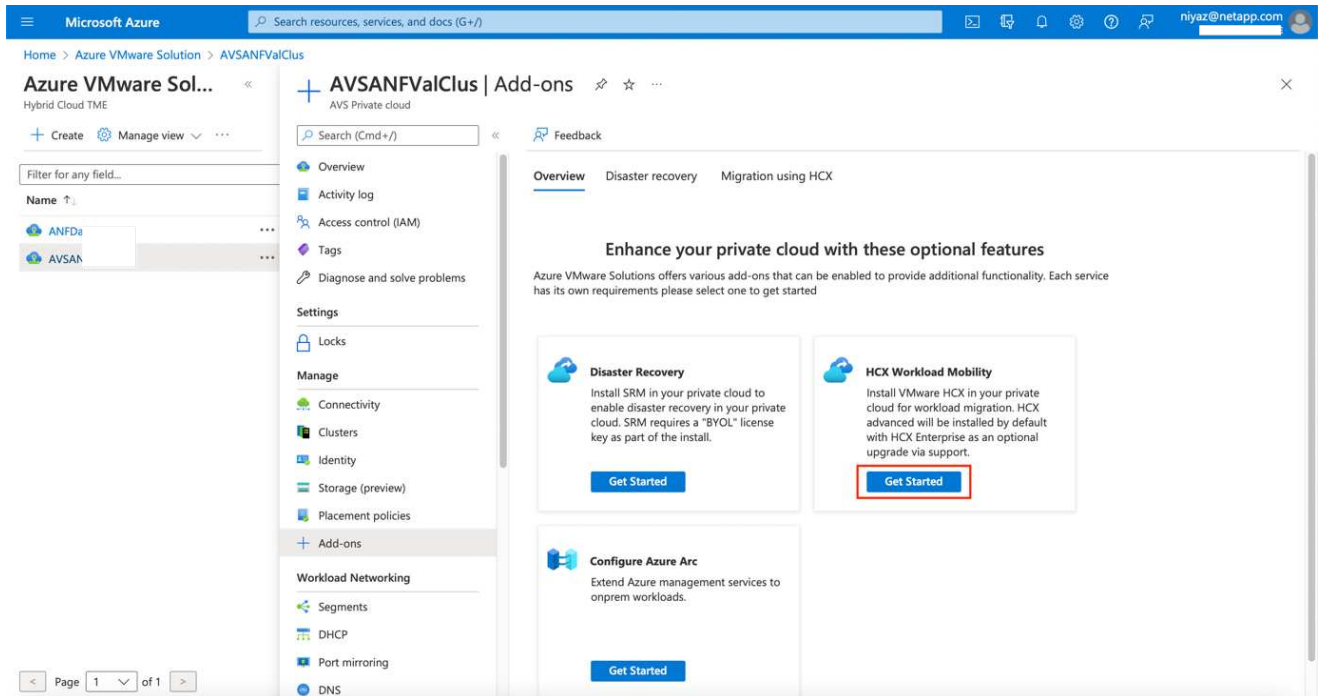 Microsoft Azure
Search resources, services, and docs (G+/)
niyaz@netapp.com
Home > Azure VMware Solution > AVSANFValClus
Azure VMware Sol... «
Hybrid Cloud TME
+ Create
Manage view
...
Filter for any field...
Name ↑↓
ANFDa
...
AVSAN
...
< Page 1 of 1 >
AVSANFValClus | Add-ons
...
AVS Private cloud
Search (Cmd+/)
«
Overview
Activity log
Access control (IAM)
Tags
Diagnose and solve problems
Settings
Locks
Manage
Connectivity
Clusters
Identity
Storage (preview)
Placement policies
Add-ons
Workload Networking
Segments
DHCP
Port mirroring
DNS
Feedback
Overview Disaster recovery Migration using HCX
Enhance your private cloud with these optional features
Azure VMware Solutions offers various add-ons that can be enabled to provide additional functionality. Each service
has its own requirements please select one to get started
Disaster Recovery
Install SRM in your private cloud to
enable disaster recovery in your private
cloud. SRM requires a "BYOL" license
key as part of the install.
Get Started
HCX Workload Mobility
Install VMware HCX in your private
cloud for workload migration. HCX
advanced will be installed by default
with HCX Enterprise as an optional
upgrade via support.
Get Started
Configure Azure Arc
Extend Azure management services to
onprem workloads.
Get Started